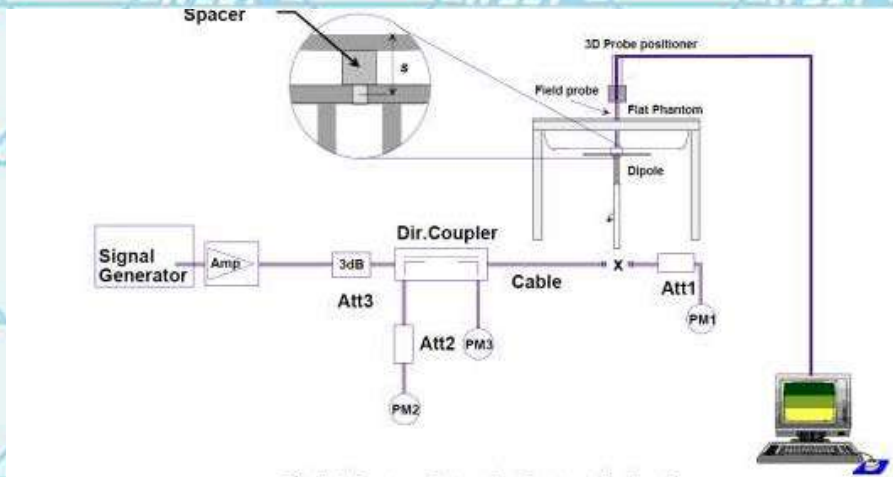 Spacer
s
3D Probe positioner
Field probe
Flat Phantom
Dipole
Signal
Generator
Amp
3dB
Att3
Dir.Coupler
Cable
x
Att1
PM1
Att2
PM3
PM2